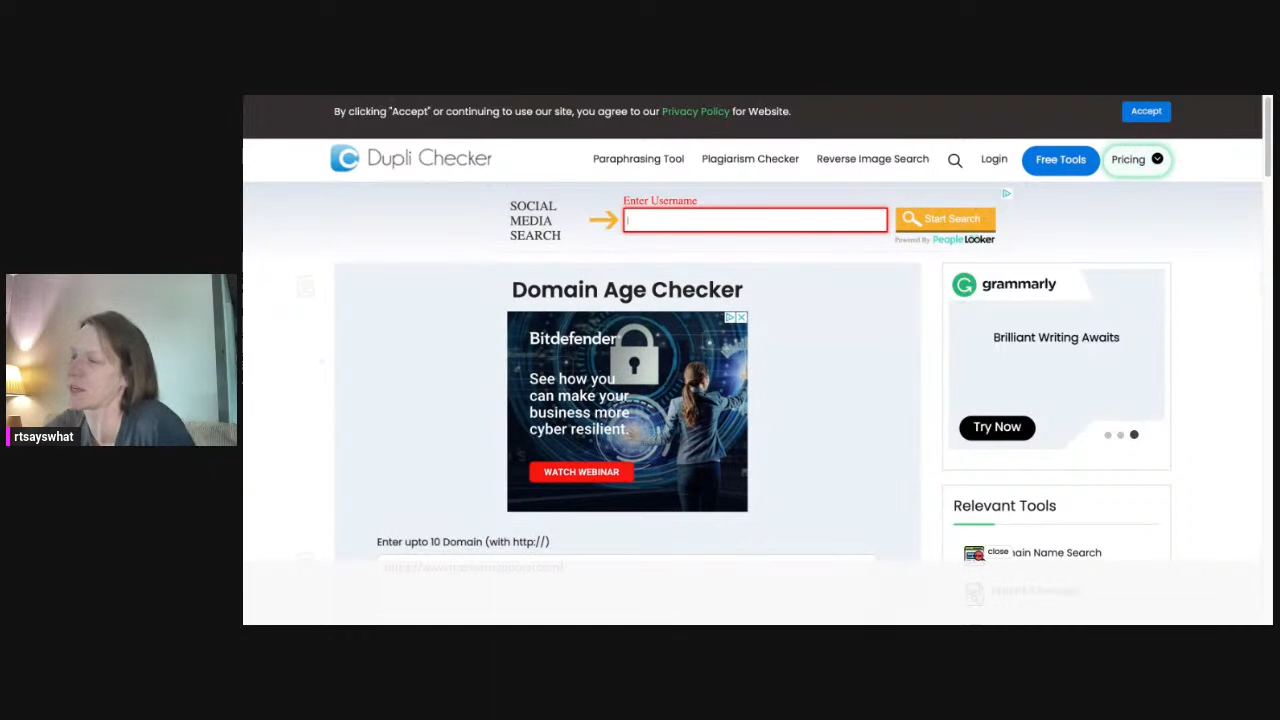 By clicking "Accept" or continuing to use our site, you agree to our Privacy Policy for Website.
Accept
Dupli Checker
Paraphrasing Tool
Plagiarism Checker
Reverse Image Search
Login
Free Tools
Pricing
SOCIAL
MEDIA
SEARCH
Enter Username
Start Search
Powered By PeopleLooker
Domain Age Checker
Bitdefender
See how you
can make your
business more
cyber resilient.
WATCH WEBINAR
grammarly
Brilliant Writing Awaits
Try Now
rtsayswhat
Relevant Tools
Enter upto 10 Domain (with http://)
close
Name Search